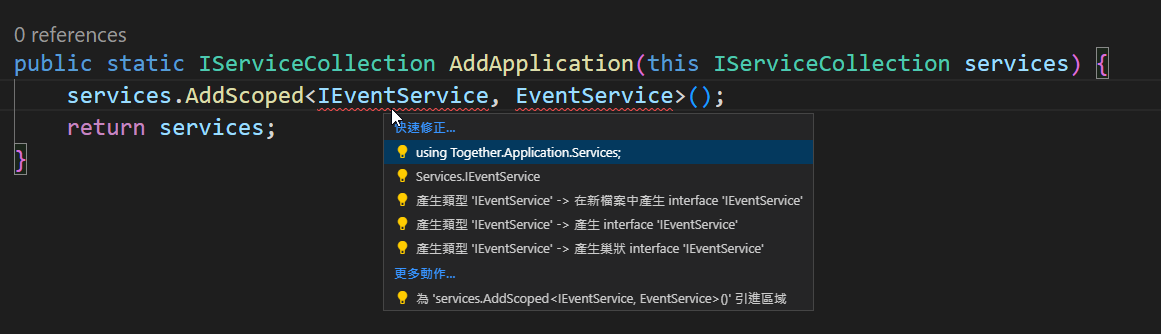 0 references
public static IServiceCollection AddApplication(this IServiceCollection services) {
services.AddScoped<IEventService, EventService>();
return services;
}
快速修正...
using Together.Application.Services;
Services.IEventService
產生類型 'IEventService' -> 在新檔案中產生 interface 'IEventService'
產生類型 'IEventService' -> 產生 interface 'IEventService'
產生類型 'IEventService' -> 產生巢狀 interface 'IEventService'
更多動作...
為 'services.AddScoped<IEventService, EventService>()' 引進區域